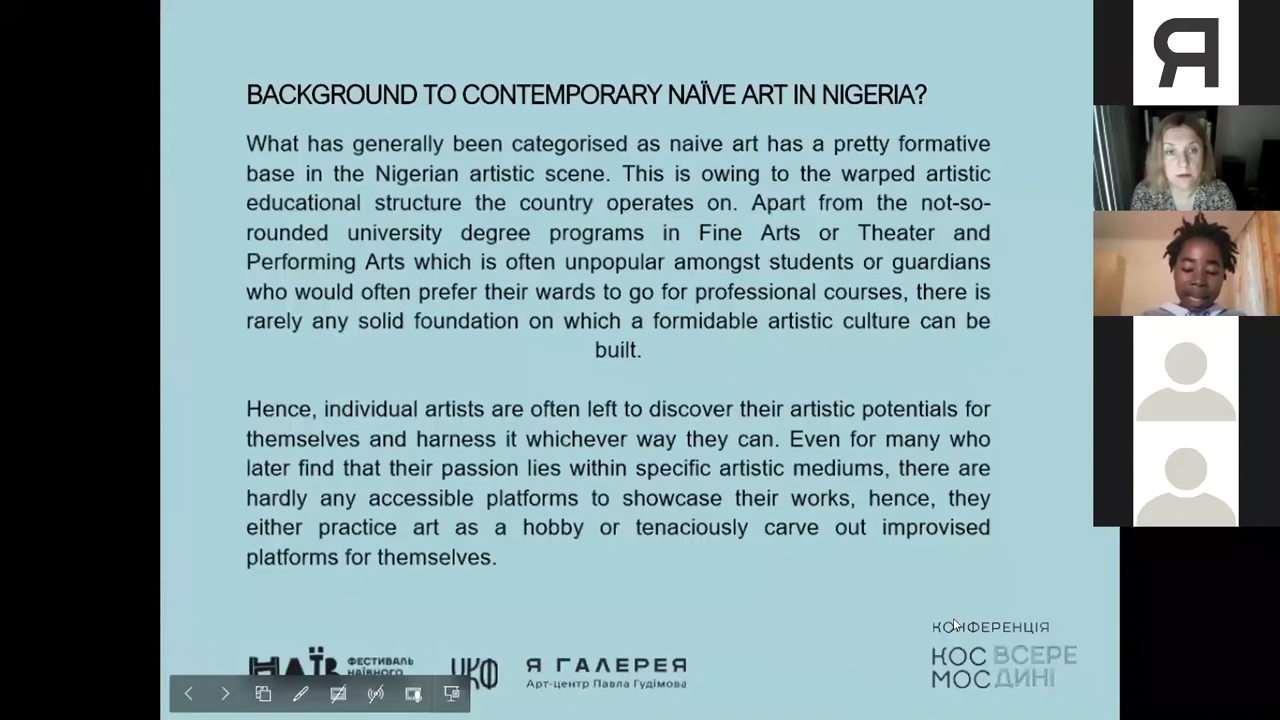 BACKGROUND TO CONTEMPORARY NAÏVE ART IN NIGERIA?
What has generally been categorised as naive art has a pretty formative
base in the Nigerian artistic scene. This is owing to the warped artistic
educational structure the country operates on. Apart from the not-so-
rounded university degree programs in Fine Arts or Theater and
Performing Arts which is often unpopular amongst students or guardians
who would often prefer their wards to go for professional courses, there is
rarely any solid foundation on which a formidable artistic culture can be
built.
Hence, individual artists are often left to discover their artistic potentials for
themselves and harness it whichever way they can. Even for many who
later find that their passion lies within specific artistic mediums, there are
hardly any accessible platforms to showcase their works, hence, they
either practice art as a hobby or tenaciously carve out improvised
platforms for themselves.
НАЇВ
ФЕСТИВАЛЬ
НАЇВНОГО
УКФ
Я ГАЛЕРЕЯ
Арт-центр Павла Гудімова
КОНФЕРЕНЦІЯ
КОС ВСЕРЕ
МОС ДИНІ
Я